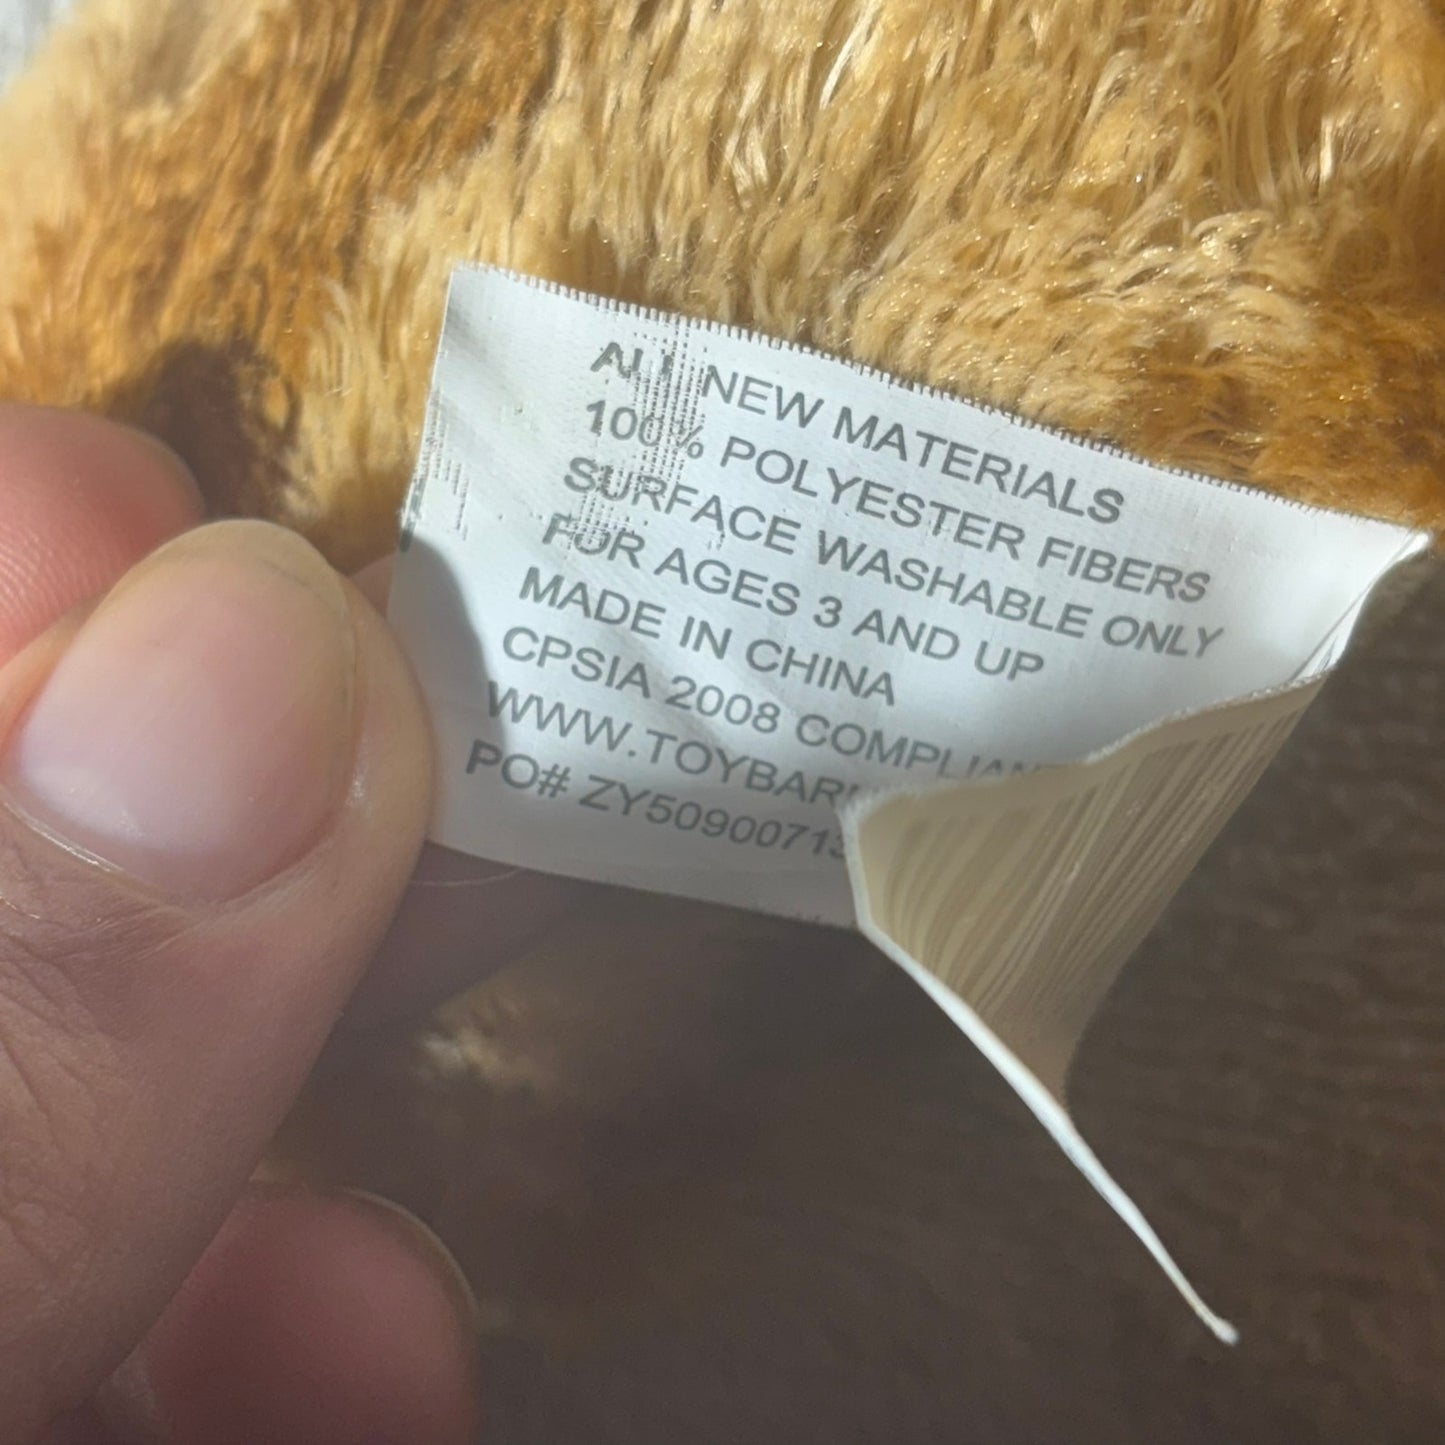 ALL NEW MATERIALS
100% POLYESTER FIBERS
SURFACE WASHABLE ONLY
FOR AGES 3 AND UP
MADE IN CHINA
CPSIA 2008
PO#